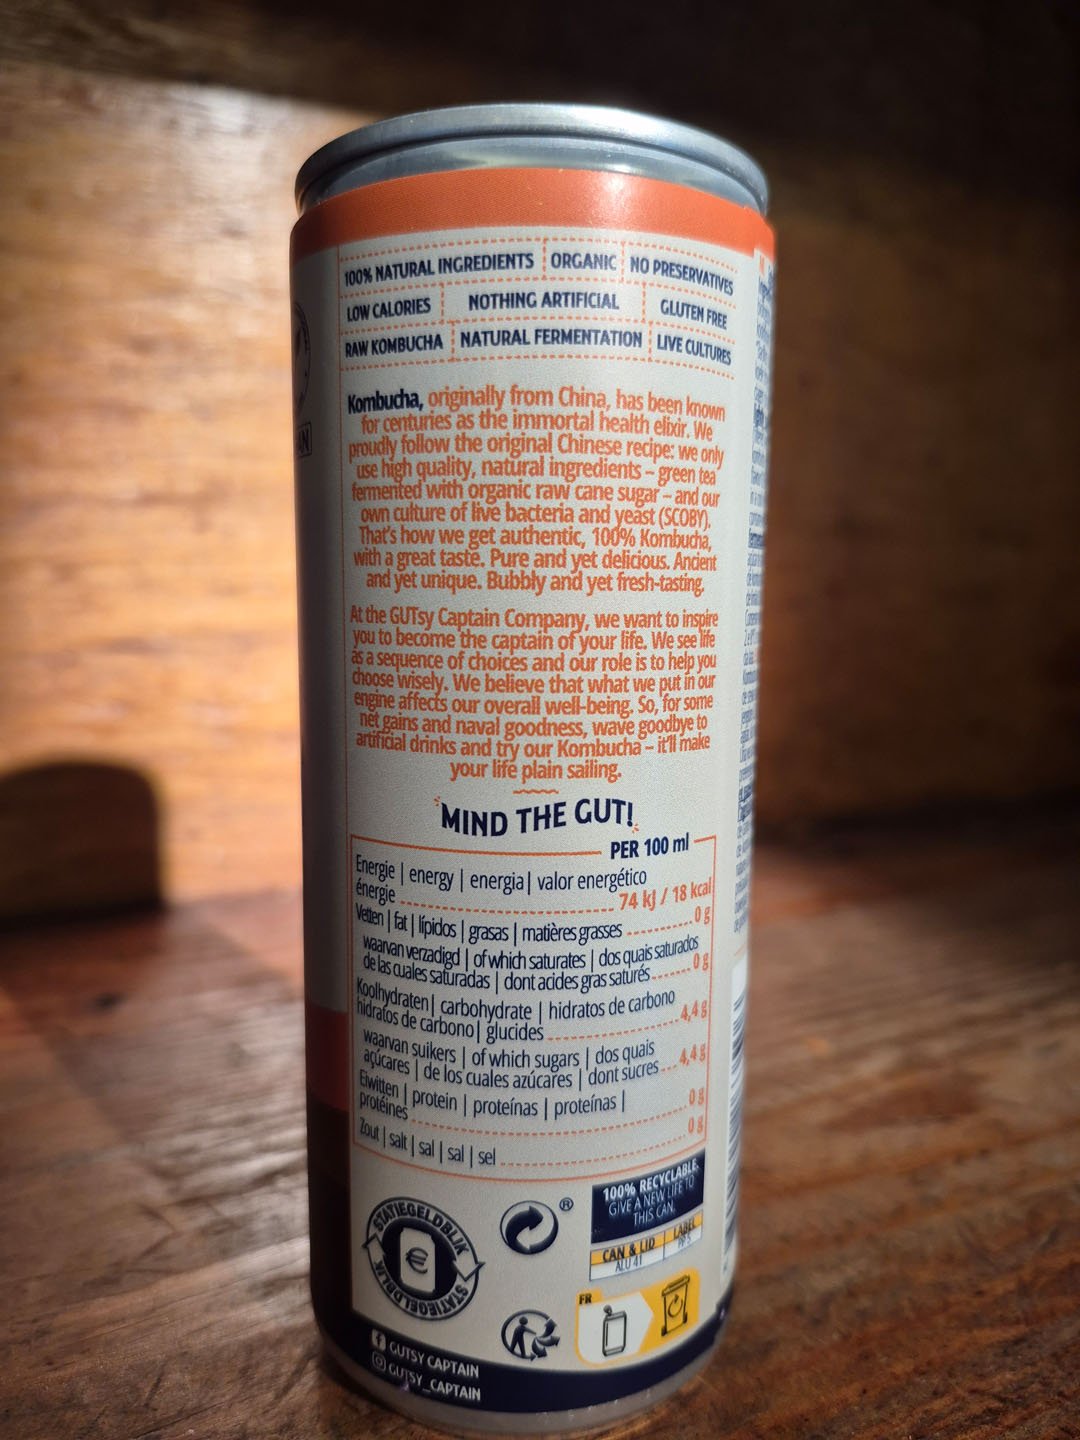 100% NATURAL INGREDIENTS ORGANIC NO PRESERVATIVES
LOW CALORIES NOTHING ARTIFICIAL GLUTEN FREE
RAW KOMBUCHA NATURAL FERMENTATION LIVE CULTURES
Kombucha, originally from China, has been known
for centuries as the immortal health elixir. We
proudly follow the original Chinese recipe: we only
use high quality, natural ingredients – green tea
fermented with organic raw cane sugar – and our
own culture of live bacteria and yeast (SCOBY).
That's how we get authentic, 100% Kombucha,
with a great taste. Pure and yet delicious. Ancient
and yet unique. Bubbly and yet fresh-tasting.
At the GUTsy Captain Company, we want to inspire
you to become the captain of your life. We see life
as a sequence of choices and our role is to help you
choose wisely. We believe that what we put in our
engine affects our overall well-being. So, for some
net gains and naval goodness, wave goodbye to
artificial drinks and try our Kombucha – it'll make
your life plain sailing.
MIND THE GUT!
PER 100 ml
Energie | energy | energia | valor energético
énergie 74 kJ / 18 kcal
Vetten | fat | lípidos | grasas | matières grasses 0 g
waarvan verzadigd | of which saturates | dos quais saturados
de las cuales saturadas | dont acides gras saturés 0 g
Koolhydraten | carbohydrate | hidratos de carbono
hidratos de carbono | glucides 4,4 g
waarvan suikers | of which sugars | dos quais
açúcares | de los cuales azúcares | dont sucres 4,4 g
Eiwitten | protein | proteínas | proteínas |
protéines 0 g
Zout | salt | sal | sal | sel 0 g
STATIEGELDBLIK
€
STATIEGELDBLIK
®
100% RECYCLABLE.
GIVE A NEW LIFE TO
THIS CAN.
CAN & LID LABEL
ALU 41 PP 5
FR
GUTSY CAPTAIN
GUTSY_CAPTAIN